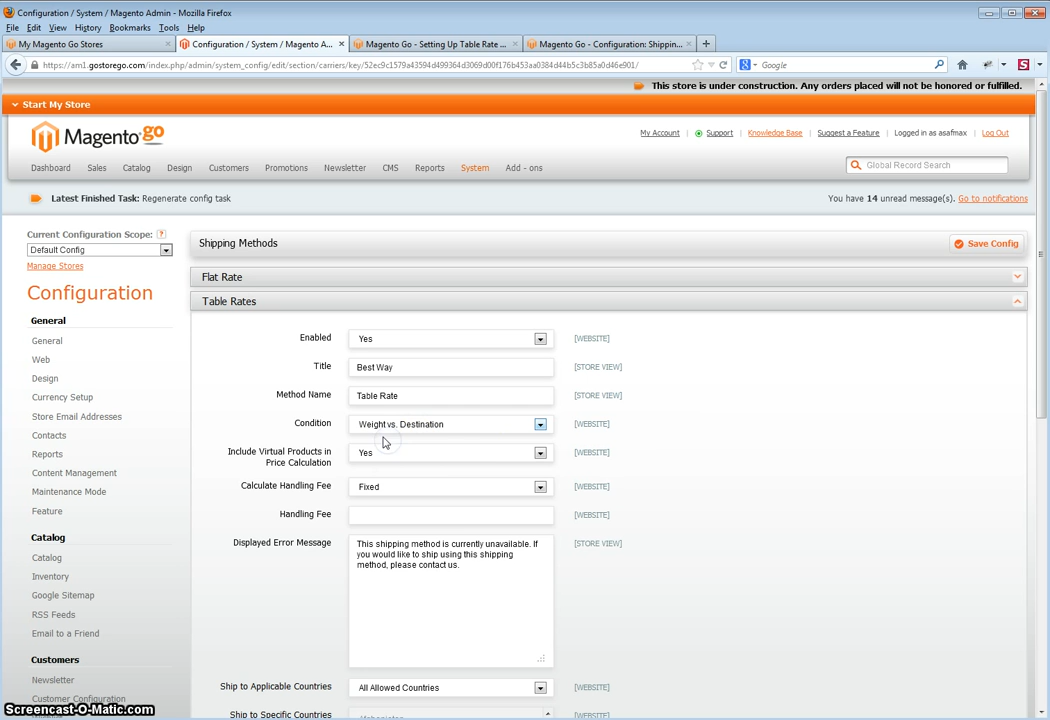 Configuration / System / Magento Admin - Mozilla Firefox
File Edit View History Bookmarks Tools Help
My Magento Go Stores × Configuration / System / Magento A... × Magento Go - Setting Up Table Rate ... × Magento Go - Configuration: Shippin... × +
https://am1.gostorego.com/index.php/admin/system_config/edit/section/carriers/key/52ec9c1579a43594d499364d3069d00f176b453aa0384d44b5c3b85a0d46e901/ Google
This store is under construction. Any orders placed will not be honored or fulfilled.
Start My Store
Magento go
My Account Support Knowledge Base Suggest a Feature Logged in as asafmax Log Out
Dashboard Sales Catalog Design Customers Promotions Newsletter CMS Reports System Add - ons Global Record Search
Latest Finished Task: Regenerate config task You have 14 unread message(s). Go to notifications
Current Configuration Scope: ?
Default Config
Manage Stores
Configuration
General
General
Web
Design
Currency Setup
Store Email Addresses
Contacts
Reports
Content Management
Maintenance Mode
Feature
Catalog
Catalog
Inventory
Google Sitemap
RSS Feeds
Email to a Friend
Customers
Newsletter
Customer Configuration
Shipping Methods Save Config
Flat Rate
Table Rates
Enabled Yes [WEBSITE]
Title Best Way [STORE VIEW]
Method Name Table Rate [STORE VIEW]
Condition Weight vs. Destination [WEBSITE]
Include Virtual Products in
Price Calculation Yes [WEBSITE]
Calculate Handling Fee Fixed [WEBSITE]
Handling Fee [WEBSITE]
Displayed Error Message [STORE VIEW]
This shipping method is currently unavailable. If
you would like to ship using this shipping
method, please contact us.
Ship to Applicable Countries All Allowed Countries [WEBSITE]
Ship to Specific Countries Afghanistan [WEBSITE]
Screencast-O-Matic.com